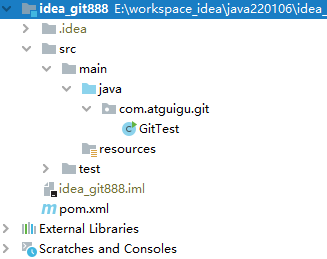 idea_git888 E:\workspace_idea\java220106\idea_
.idea
src
main
java
com.atguigu.git
GitTest
resources
test
idea_git888.iml
pom.xml
External Libraries
Scratches and Consoles